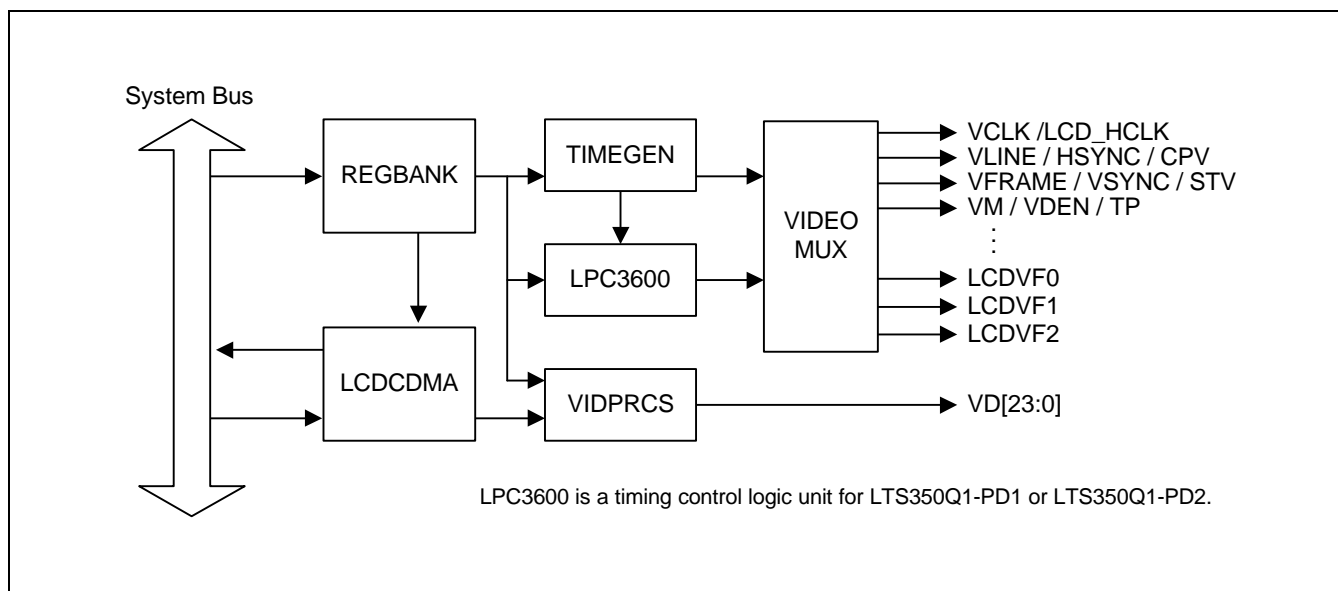 System Bus
REGBANK
TIMEGEN
LPC3600
VIDEO
MUX
LCDCDMA
VIDPRCS
VCLK /LCD_HCLK
VLINE / HSYNC / CPV
VFRAME / VSYNC / STV
VM / VDEN / TP
LCDVF0
LCDVF1
LCDVF2
VD[23:0]
LPC3600 is a timing control logic unit for LTS350Q1-PD1 or LTS350Q1-PD2.